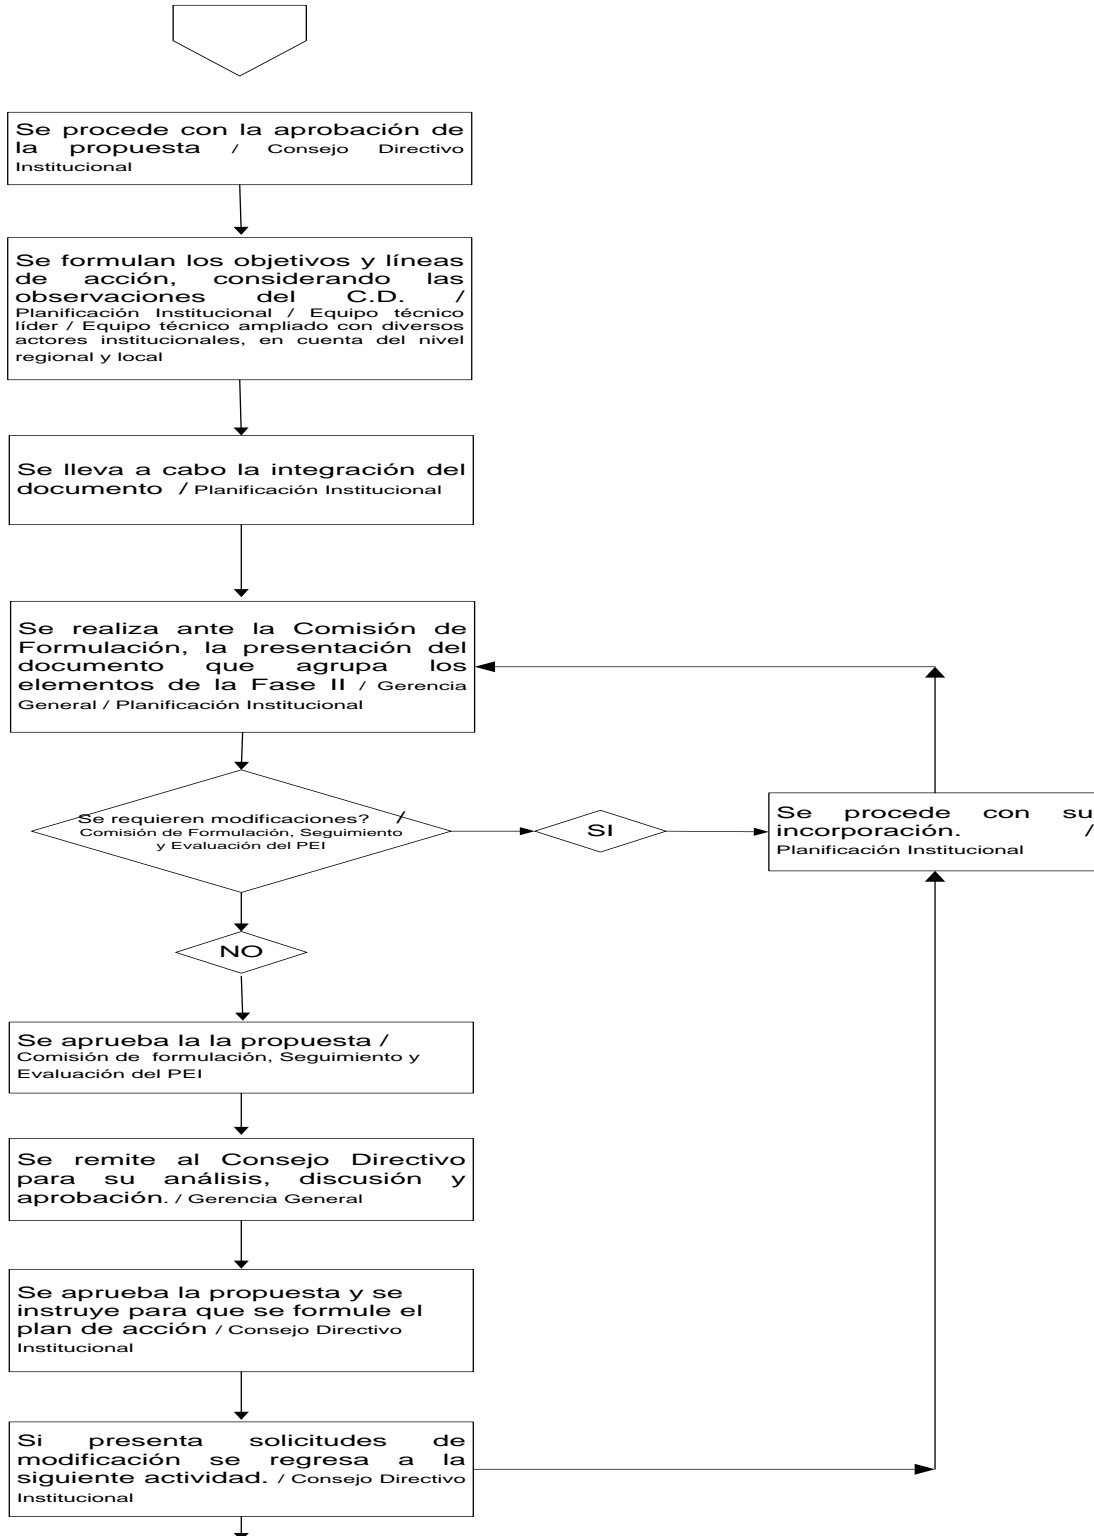 Se procede con la aprobación de
la propuesta / Consejo Directivo
Institucional
Se formulan los objetivos y líneas
de acción, considerando las
observaciones del C.D. /
Planificación Institucional / Equipo técnico
líder / Equipo técnico ampliado con diversos
actores institucionales, en cuenta del nivel
regional y local
Se lleva a cabo la integración del
documento / Planificación Institucional
Se realiza ante la Comisión de
Formulación, la presentación del
documento que agrupa los
elementos de la Fase II / Gerencia
General / Planificación Institucional
Se requieren modificaciones? /
Comisión de Formulación, Seguimiento
y Evaluación del PEI
SI
Se procede con su
incorporación. /
Planificación Institucional
NO
Se aprueba la la propuesta /
Comisión de formulación, Seguimiento y
Evaluación del PEI
Se remite al Consejo Directivo
para su análisis, discusión y
aprobación. / Gerencia General
Se aprueba la propuesta y se
instruye para que se formule el
plan de acción / Consejo Directivo
Institucional
Si presenta solicitudes de
modificación se regresa a la
siguiente actividad. / Consejo Directivo
Institucional